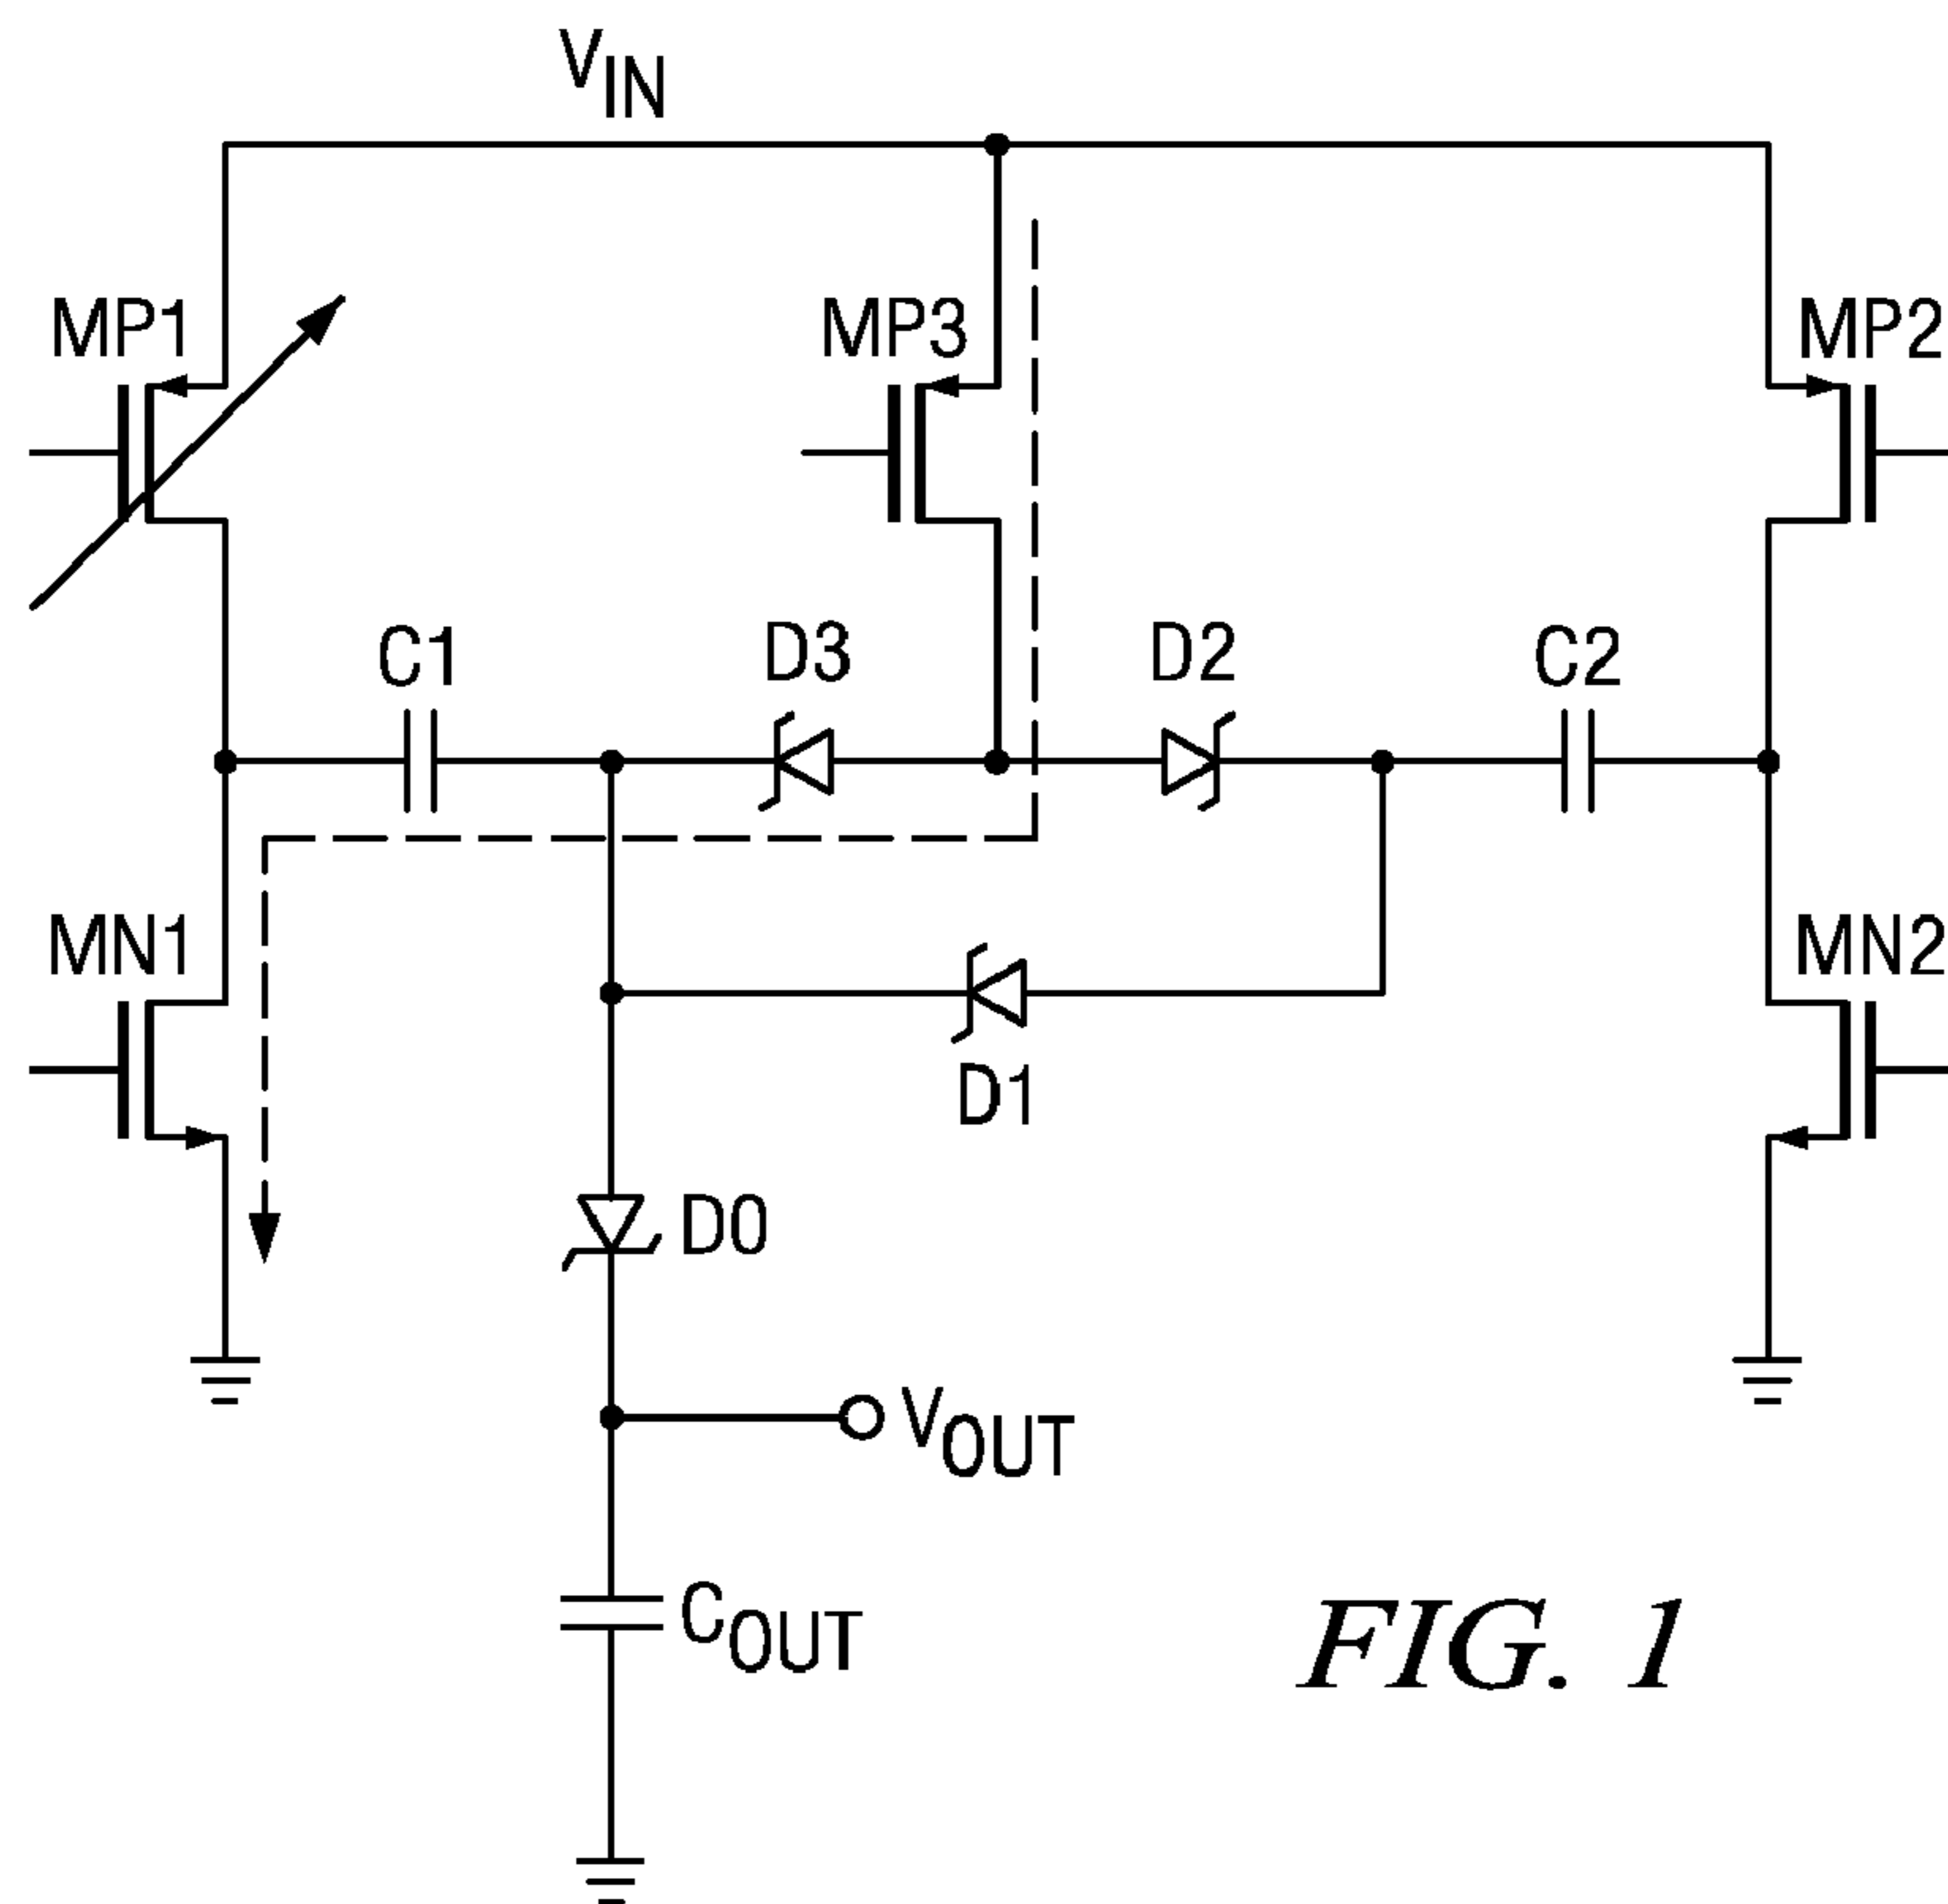 VIN
MP1
MP3
MP2
C1
D3
D2
C2
MN1
MN2
D1
D0
VOUT
COUT
FIG. 1